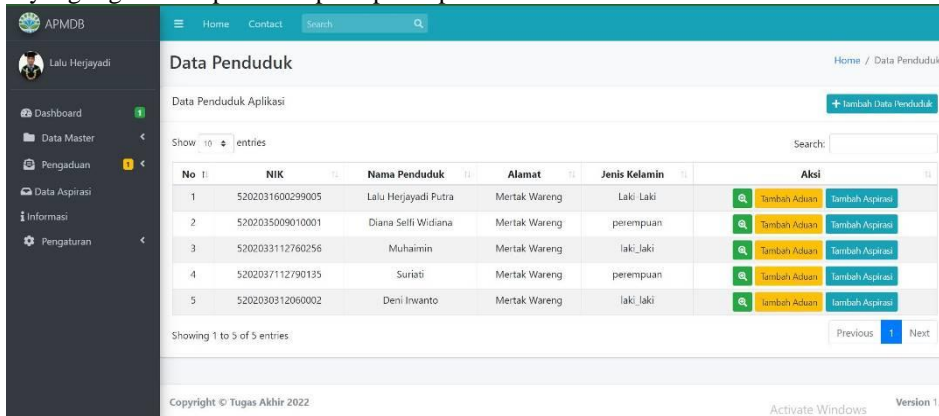 APMDB
Home Contact Search
Lalu Herjayadi
Data Penduduk
Home / Data Penduduk
Dashboard 1
Data Master
Pengaduan 1
Data Aspirasi
Informasi
Pengaturan
Data Penduduk Aplikasi
+ Tambah Data Penduduk
Show 10 entries
Search:
No NIK Nama Penduduk Alamat Jenis Kelamin Aksi
1 5202031600299005 Lalu Herjayadi Putra Mertak Wareng Laki-Laki Tambah Aduan Tambah Aspirasi
2 5202035009010001 Diana Selfi Widiana Mertak Wareng perempuan Tambah Aduan Tambah Aspirasi
3 5202033112760256 Muhaimin Mertak Wareng laki_laki Tambah Aduan Tambah Aspirasi
4 5202037112790135 Suriati Mertak Wareng perempuan Tambah Aduan Tambah Aspirasi
5 5202030312060002 Deni Irwanto Mertak Wareng laki_laki Tambah Aduan Tambah Aspirasi
Showing 1 to 5 of 5 entries
Previous 1 Next
Copyright © Tugas Akhir 2022
Version 1.
Activate Windows